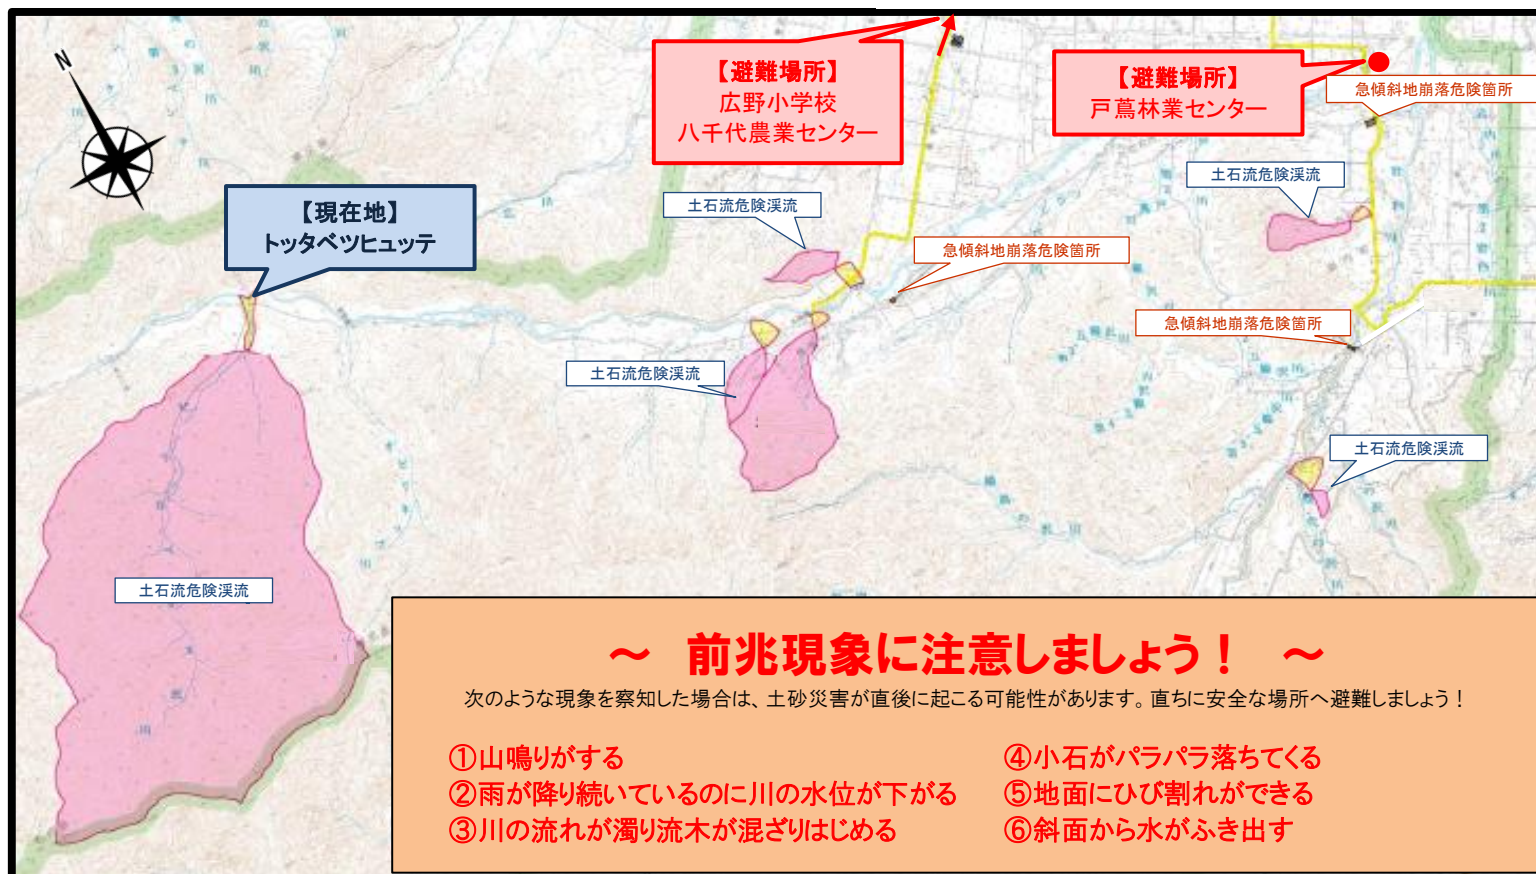 N
【避難場所】
広野小学校
八千代農業センター
【避難場所】
戸蔦林業センター
急傾斜地崩落危険箇所
土石流危険渓流
【現在地】
トッタベツヒュッテ
土石流危険渓流
急傾斜地崩落危険箇所
急傾斜地崩落危険箇所
土石流危険渓流
土石流危険渓流
土石流危険渓流
～ 前兆現象に注意しましょう！ ～
次のような現象を察知した場合は、土砂災害が直後に起こる可能性があります。直ちに安全な場所へ避難しましょう！
①山鳴りがする
②雨が降り続いているのに川の水位が下がる
③川の流れが濁り流木が混ざりはじめる
④小石がパラパラ落ちてくる
⑤地面にひび割れができる
⑥斜面から水がふき出す